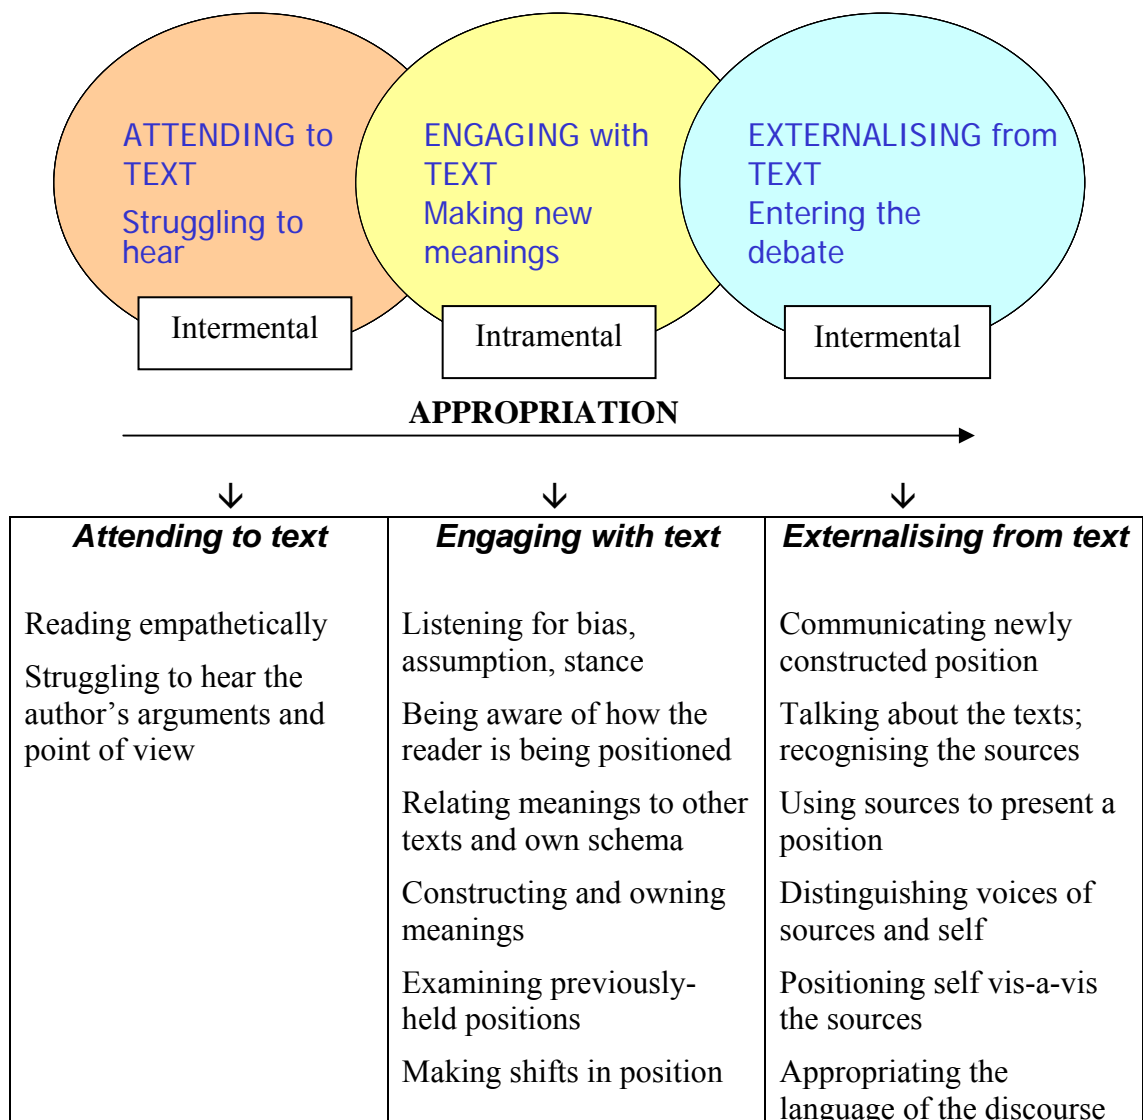 ATTENDING to
TEXT
Struggling to
hear
ENGAGING with
TEXT
Making new
meanings
EXTERNALISING from
TEXT
Entering the
debate
Intermental
Intramental
Intermental
APPROPRIATION
Attending to text
Reading empathetically
Struggling to hear the
author's arguments and
point of view
Engaging with text
Listening for bias,
assumption, stance
Being aware of how the
reader is being positioned
Relating meanings to other
texts and own schema
Constructing and owning
meanings
Examining previously-
held positions
Making shifts in position
Externalising from text
Communicating newly
constructed position
Talking about the texts;
recognising the sources
Using sources to present a
position
Distinguishing voices of
sources and self
Positioning self vis-a-vis
the sources
Appropriating the
language of the discourse